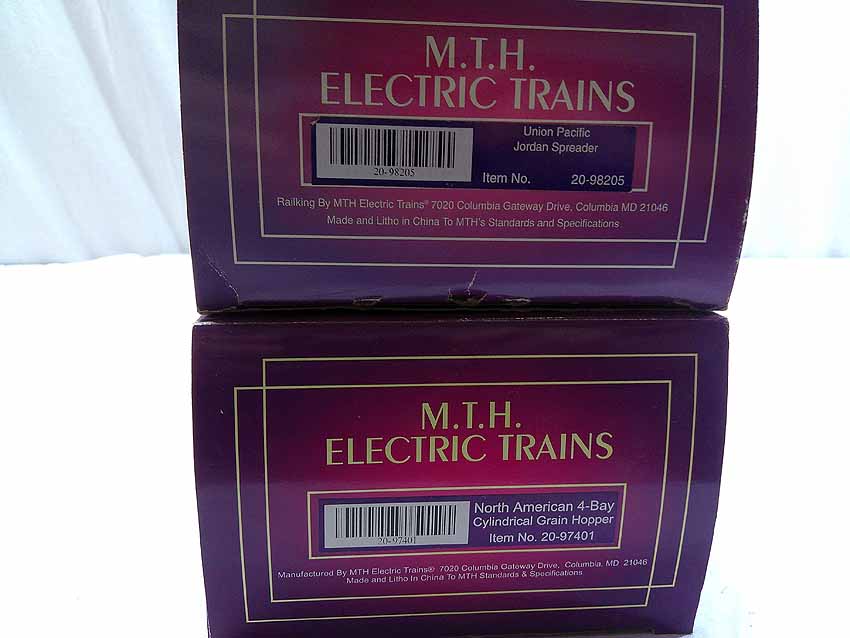 M.T.H.
ELECTRIC TRAINS
Union Pacific
Jordan Spreader
20-98205
Item No. 20-98205
Railking By MTH Electric Trains® 7020 Columbia Gateway Drive, Columbia MD 21046
Made and Litho in China To MTH's Standards and Specifications.
M.T.H.
ELECTRIC TRAINS
North American 4-Bay
Cylindrical Grain Hopper
Item No. 20-97401
20-97401
Manufactured By MTH Electric Trains® 7020 Columbia Gateway Drive, Columbia, MD 21046
Made and Litho In China To MTH Standards & Specifications